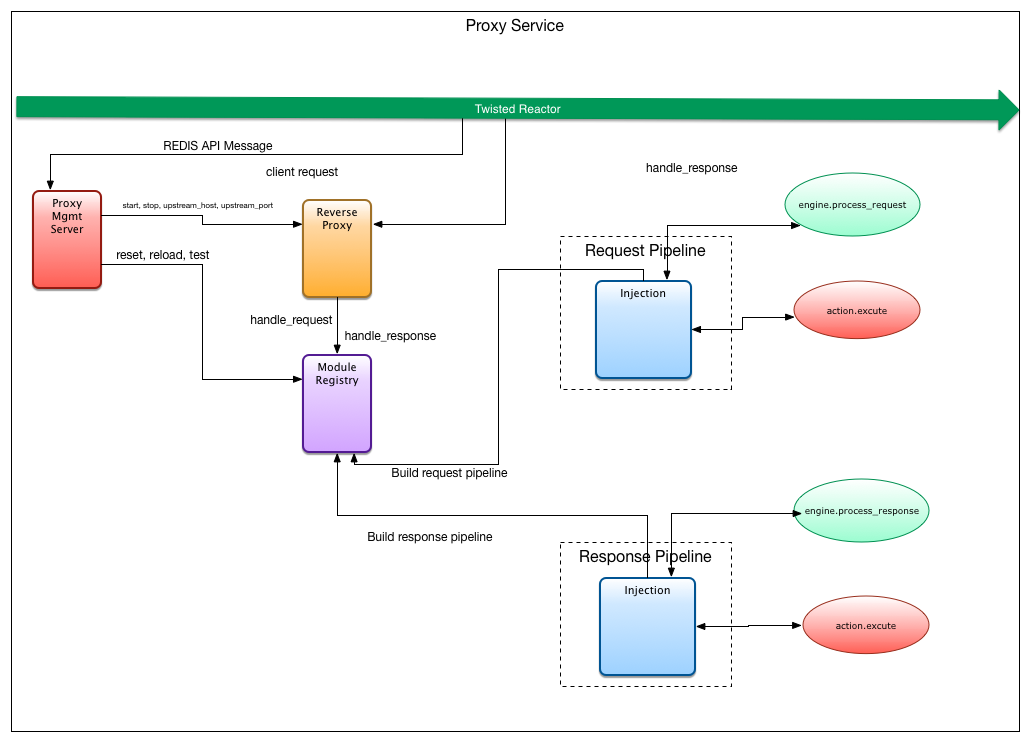 Proxy Service
Twisted Reactor
REDIS API Message
client request
handle_response
Proxy
Mgmt
Server
start, stop, upstream_host, upstream_port
Reverse
Proxy
engine.process_request
reset, reload, test
Request Pipeline
Injection
action.excute
handle_request
handle_response
Module
Registry
Build request pipeline
Build response pipeline
engine.process_response
Response Pipeline
Injection
action.excute